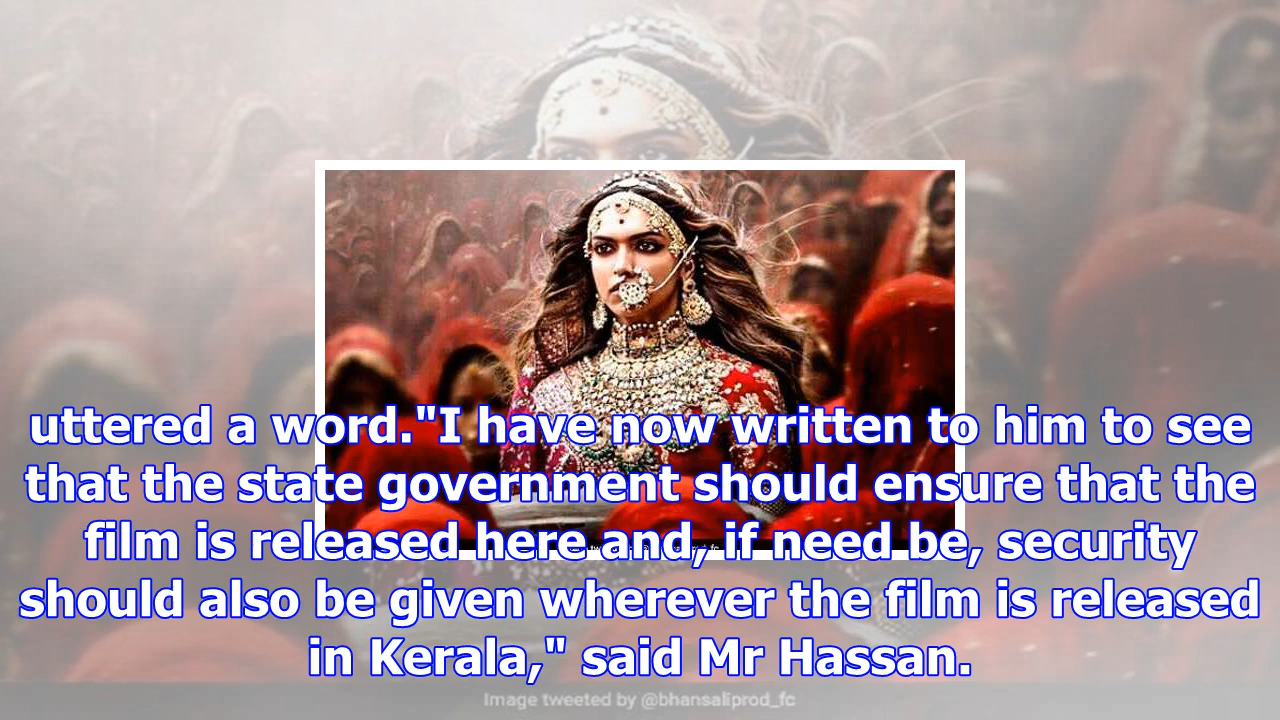 uttered a word."I have now written to him to see
that the state government should ensure that the
film is released here and, if need be, security
should also be given wherever the film is released
in Kerala," said Mr Hassan.
Image tweeted by @bhansaliprod_fc